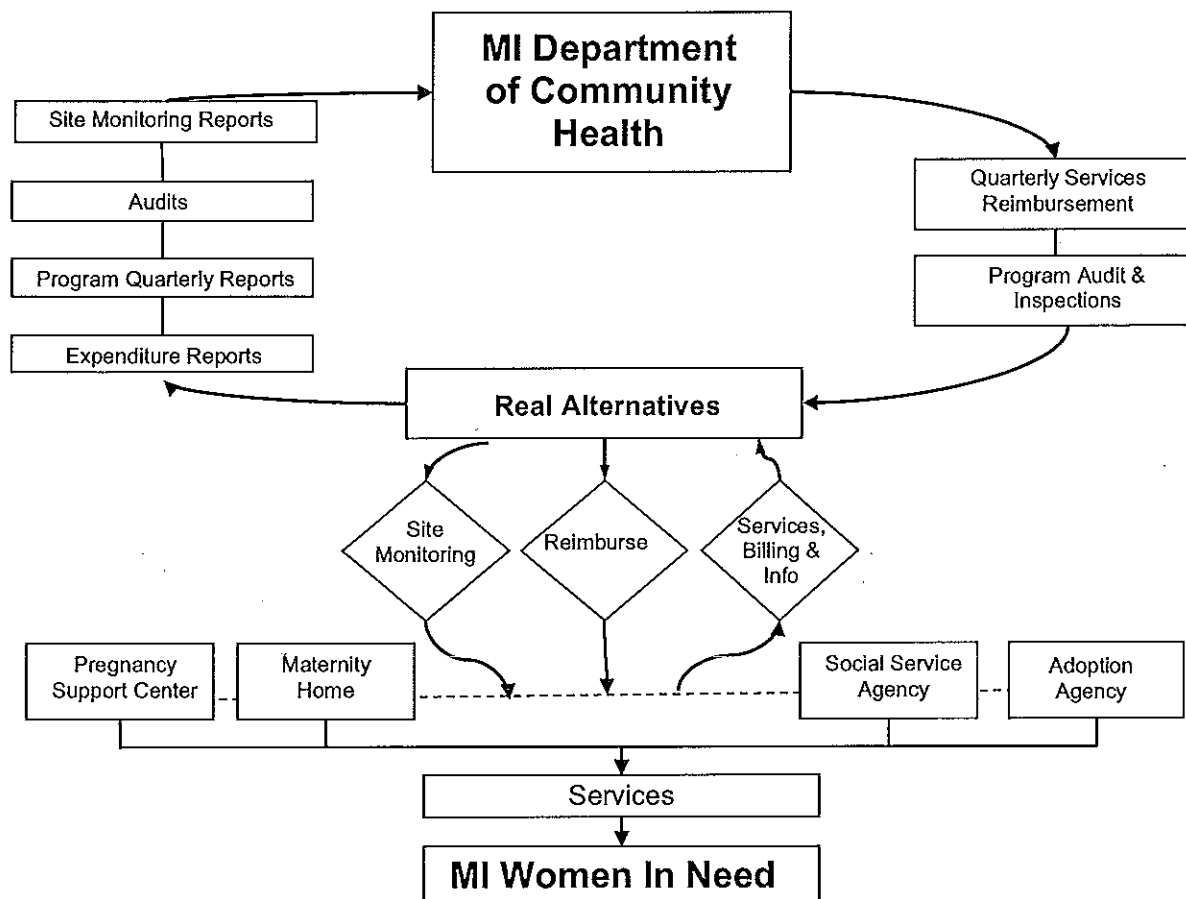 MI Department
of Community
Health
Site Monitoring Reports
Audits
Program Quarterly Reports
Expenditure Reports
Quarterly Services
Reimbursement
Program Audit &
Inspections
Real Alternatives
Site
Monitoring
Reimburse
Services,
Billing &
Info
Pregnancy
Support Center
Maternity
Home
Social Service
Agency
Adoption
Agency
Services
MI Women In Need